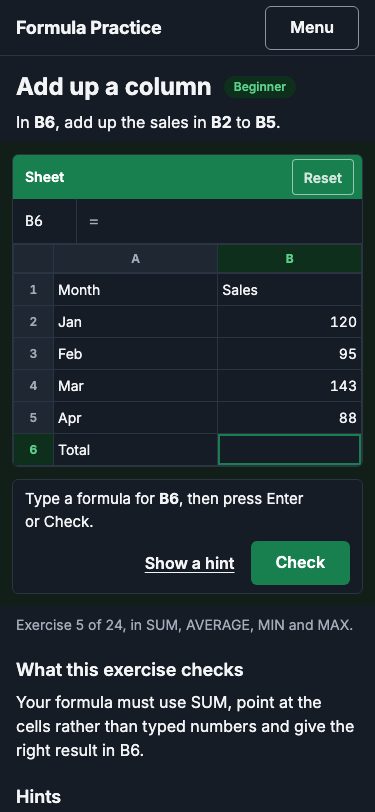 Formula Practice
Menu
Add up a column
Beginner
In B6, add up the sales in B2 to B5.
Sheet
Reset
B6 =
A B
1 Month Sales
2 Jan 120
3 Feb 95
4 Mar 143
5 Apr 88
6 Total
Type a formula for B6, then press Enter
or Check.
Show a hint
Check
Exercise 5 of 24, in SUM, AVERAGE, MIN and MAX.
What this exercise checks
Your formula must use SUM, point at the
cells rather than typed numbers and give the
right result in B6.
Hints